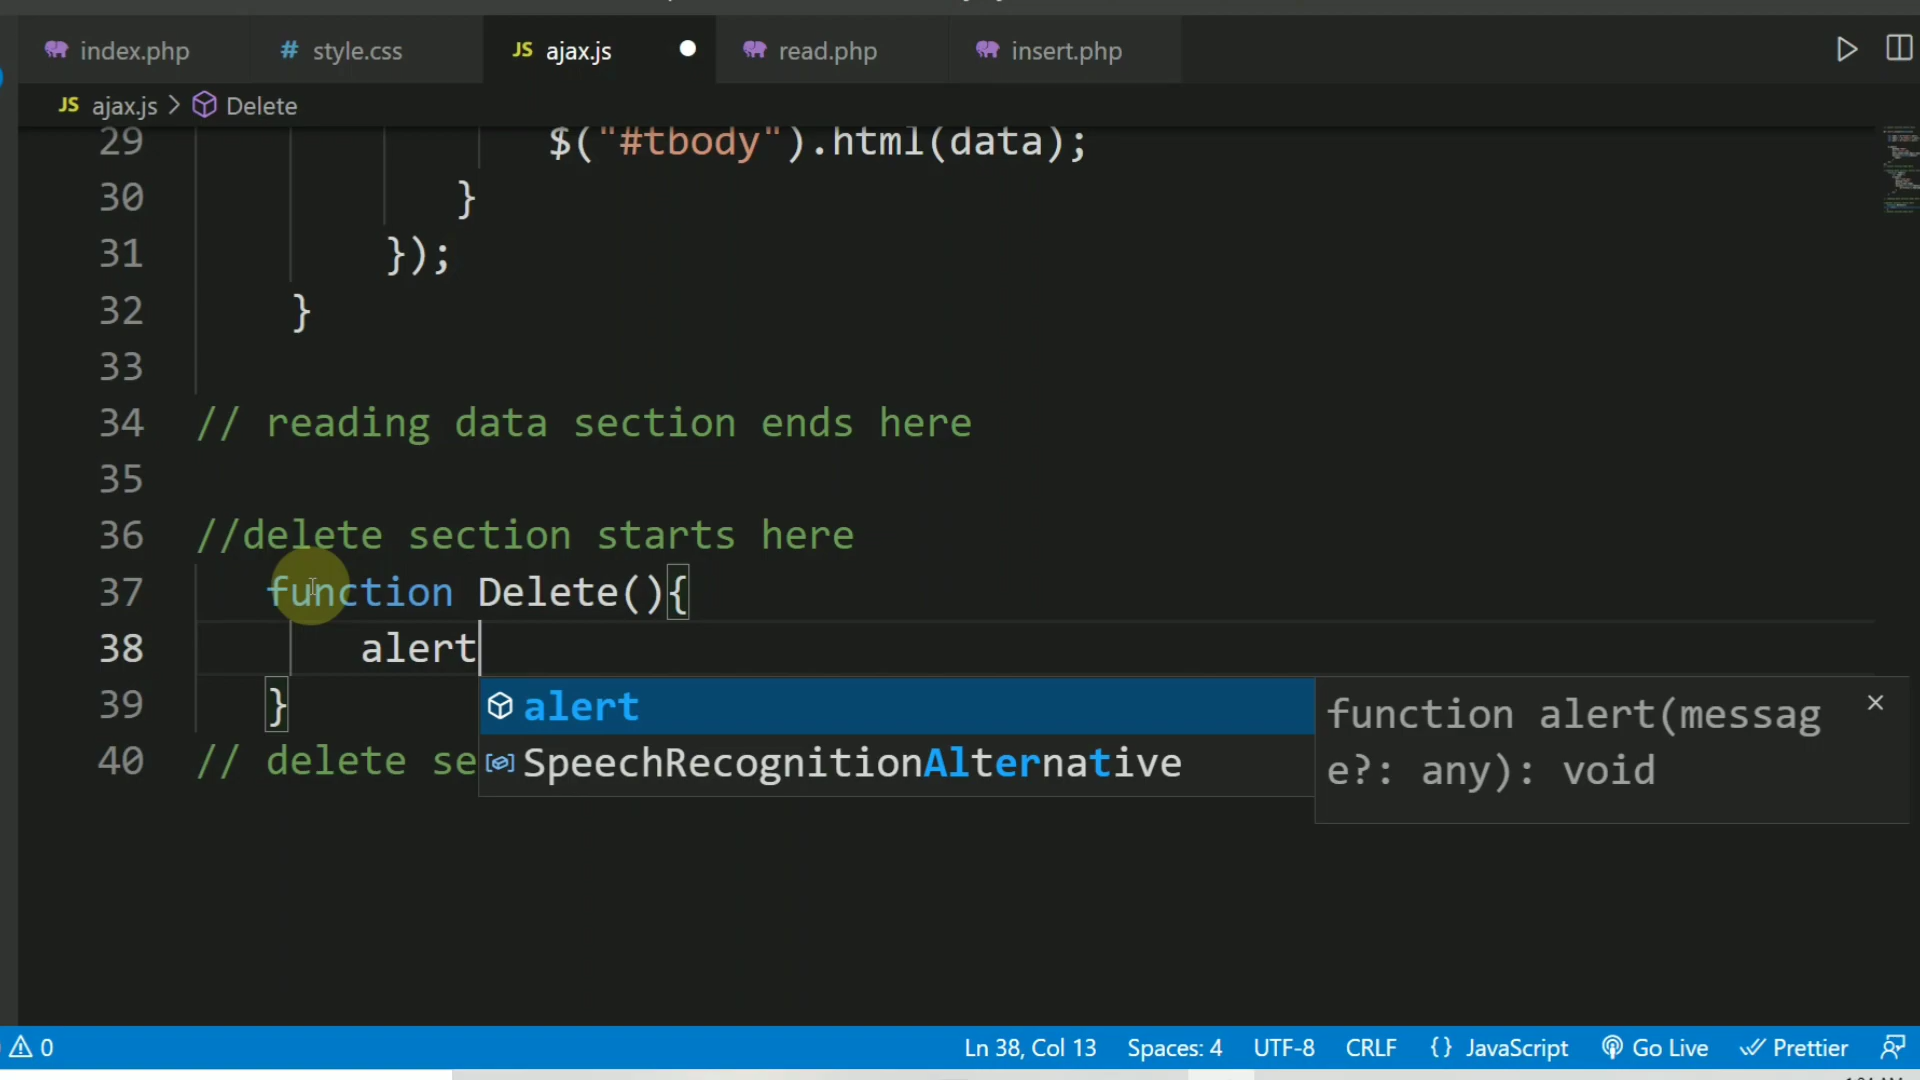 index.php # style.css JS ajax.js read.php insert.php
JS ajax.js > Delete
29 $("#tbody").html(data);
30 }
31 });
32 }
33
34 // reading data section ends here
35
36 //delete section starts here
37 function Delete(){
38 alert
39 }
alert
function alert(messag
e?: any): void
40 // delete se
SpeechRecognitionAlternative
0 Ln 38, Col 13 Spaces: 4 UTF-8 CRLF {} JavaScript Go Live Prettier